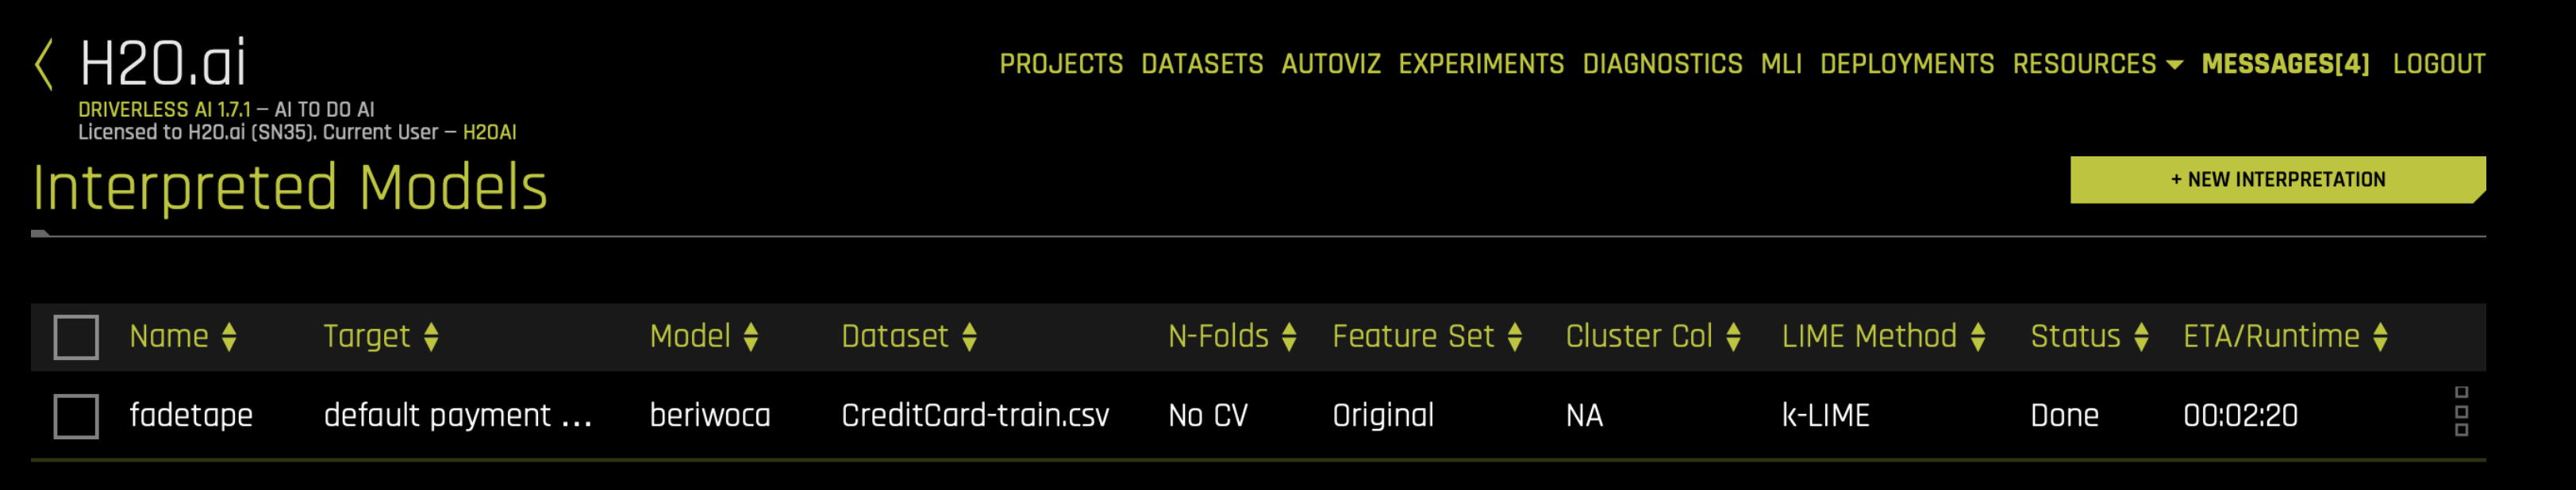 H2O.ai
PROJECTS DATASETS AUTOVIZ EXPERIMENTS DIAGNOSTICS MLI DEPLOYMENTS RESOURCES MESSAGES[4] LOGOUT
DRIVERLESS AI 1.7.1 – AI TO DO AI
Licensed to H2O.ai (SN35). Current User – H2OAI
Interpreted Models
+ NEW INTERPRETATION
Name Target Model Dataset N-Folds Feature Set Cluster Col LIME Method Status ETA/Runtime
fadetape default payment ... beriwoca CreditCard-train.csv No CV Original NA k-LIME Done 00:02:20